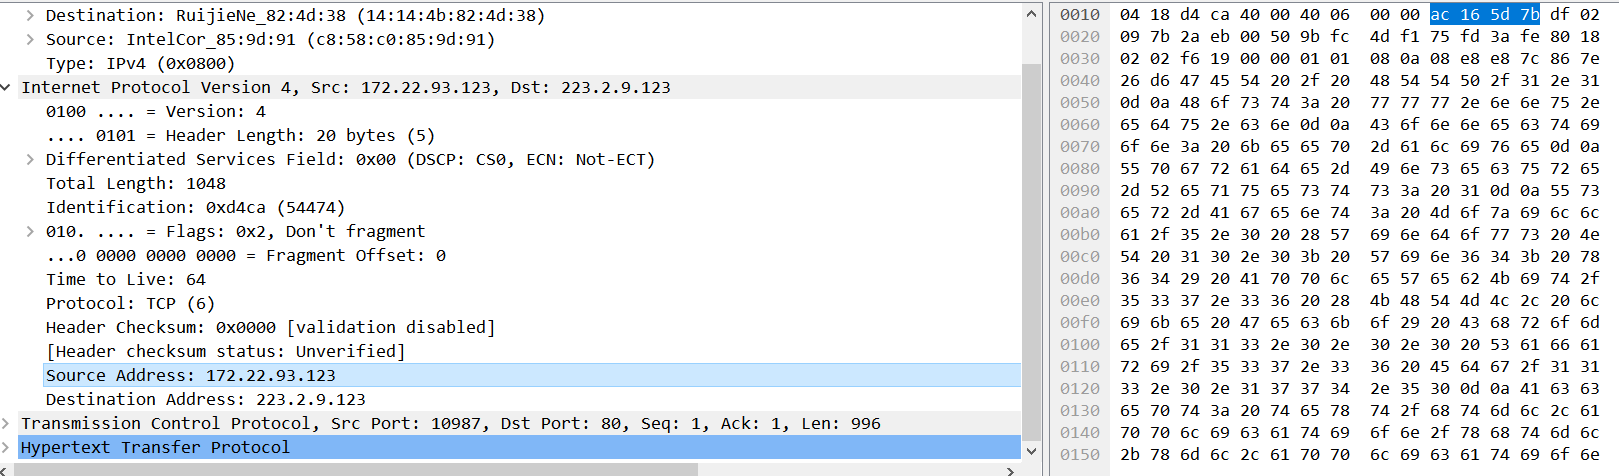 Destination: RuijieNe_82:4d:38 (14:14:4b:82:4d:38)
Source: IntelCor_85:9d:91 (c8:58:c0:85:9d:91)
Type: IPv4 (0x0800)
Internet Protocol Version 4, Src: 172.22.93.123, Dst: 223.2.9.123
0100 .... = Version: 4
.... 0101 = Header Length: 20 bytes (5)
Differentiated Services Field: 0x00 (DSCP: CS0, ECN: Not-ECT)
Total Length: 1048
Identification: 0xd4ca (54474)
010. .... = Flags: 0x2, Don't fragment
...0 0000 0000 0000 = Fragment Offset: 0
Time to Live: 64
Protocol: TCP (6)
Header Checksum: 0x0000 [validation disabled]
[Header checksum status: Unverified]
Source Address: 172.22.93.123
Destination Address: 223.2.9.123
Transmission Control Protocol, Src Port: 10987, Dst Port: 80, Seq: 1, Ack: 1, Len: 996
Hypertext Transfer Protocol
0010 04 18 d4 ca 40 00 40 06 00 00 ac 16 5d 7b df 02
0020 09 7b 2a eb 00 50 9b fc 4d f1 75 fd 3a fe 80 18
0030 02 02 f6 19 00 00 01 01 08 0a 08 e8 e8 7c 86 7e
0040 26 d6 47 45 54 20 2f 20 48 54 54 50 2f 31 2e 31
0050 0d 0a 48 6f 73 74 3a 20 77 77 77 2e 6e 6e 75 2e
0060 65 64 75 2e 63 6e 0d 0a 43 6f 6e 6e 65 63 74 69
0070 6f 6e 3a 20 6b 65 65 70 2d 61 6c 69 76 65 0d 0a
0080 55 70 67 72 61 64 65 2d 49 6e 73 65 63 75 72 65
0090 2d 52 65 71 75 65 73 74 73 3a 20 31 0d 0a 55 73
00a0 65 72 2d 41 67 65 6e 74 3a 20 4d 6f 7a 69 6c 6c
00b0 61 2f 35 2e 30 20 28 57 69 6e 64 6f 77 73 20 4e
00c0 54 20 31 30 2e 30 3b 20 57 69 6e 36 34 3b 20 78
00d0 36 34 29 20 41 70 70 6c 65 57 65 62 4b 69 74 2f
00e0 35 33 37 2e 33 36 20 28 4b 48 54 4d 4c 2c 20 6c
00f0 69 6b 65 20 47 65 63 6b 6f 29 20 43 68 72 6f 6d
0100 65 2f 31 31 33 2e 30 2e 30 2e 30 20 53 61 66 61
0110 72 69 2f 35 33 37 2e 33 36 20 45 64 67 2f 31 31
0120 33 2e 30 2e 31 37 37 34 2e 35 30 0d 0a 41 63 63
0130 65 70 74 3a 20 74 65 78 74 2f 68 74 6d 6c 2c 61
0140 70 70 6c 69 63 61 74 69 6f 6e 2f 78 68 74 6d 6c
0150 2b 78 6d 6c 2c 61 70 70 6c 69 63 61 74 69 6f 6e